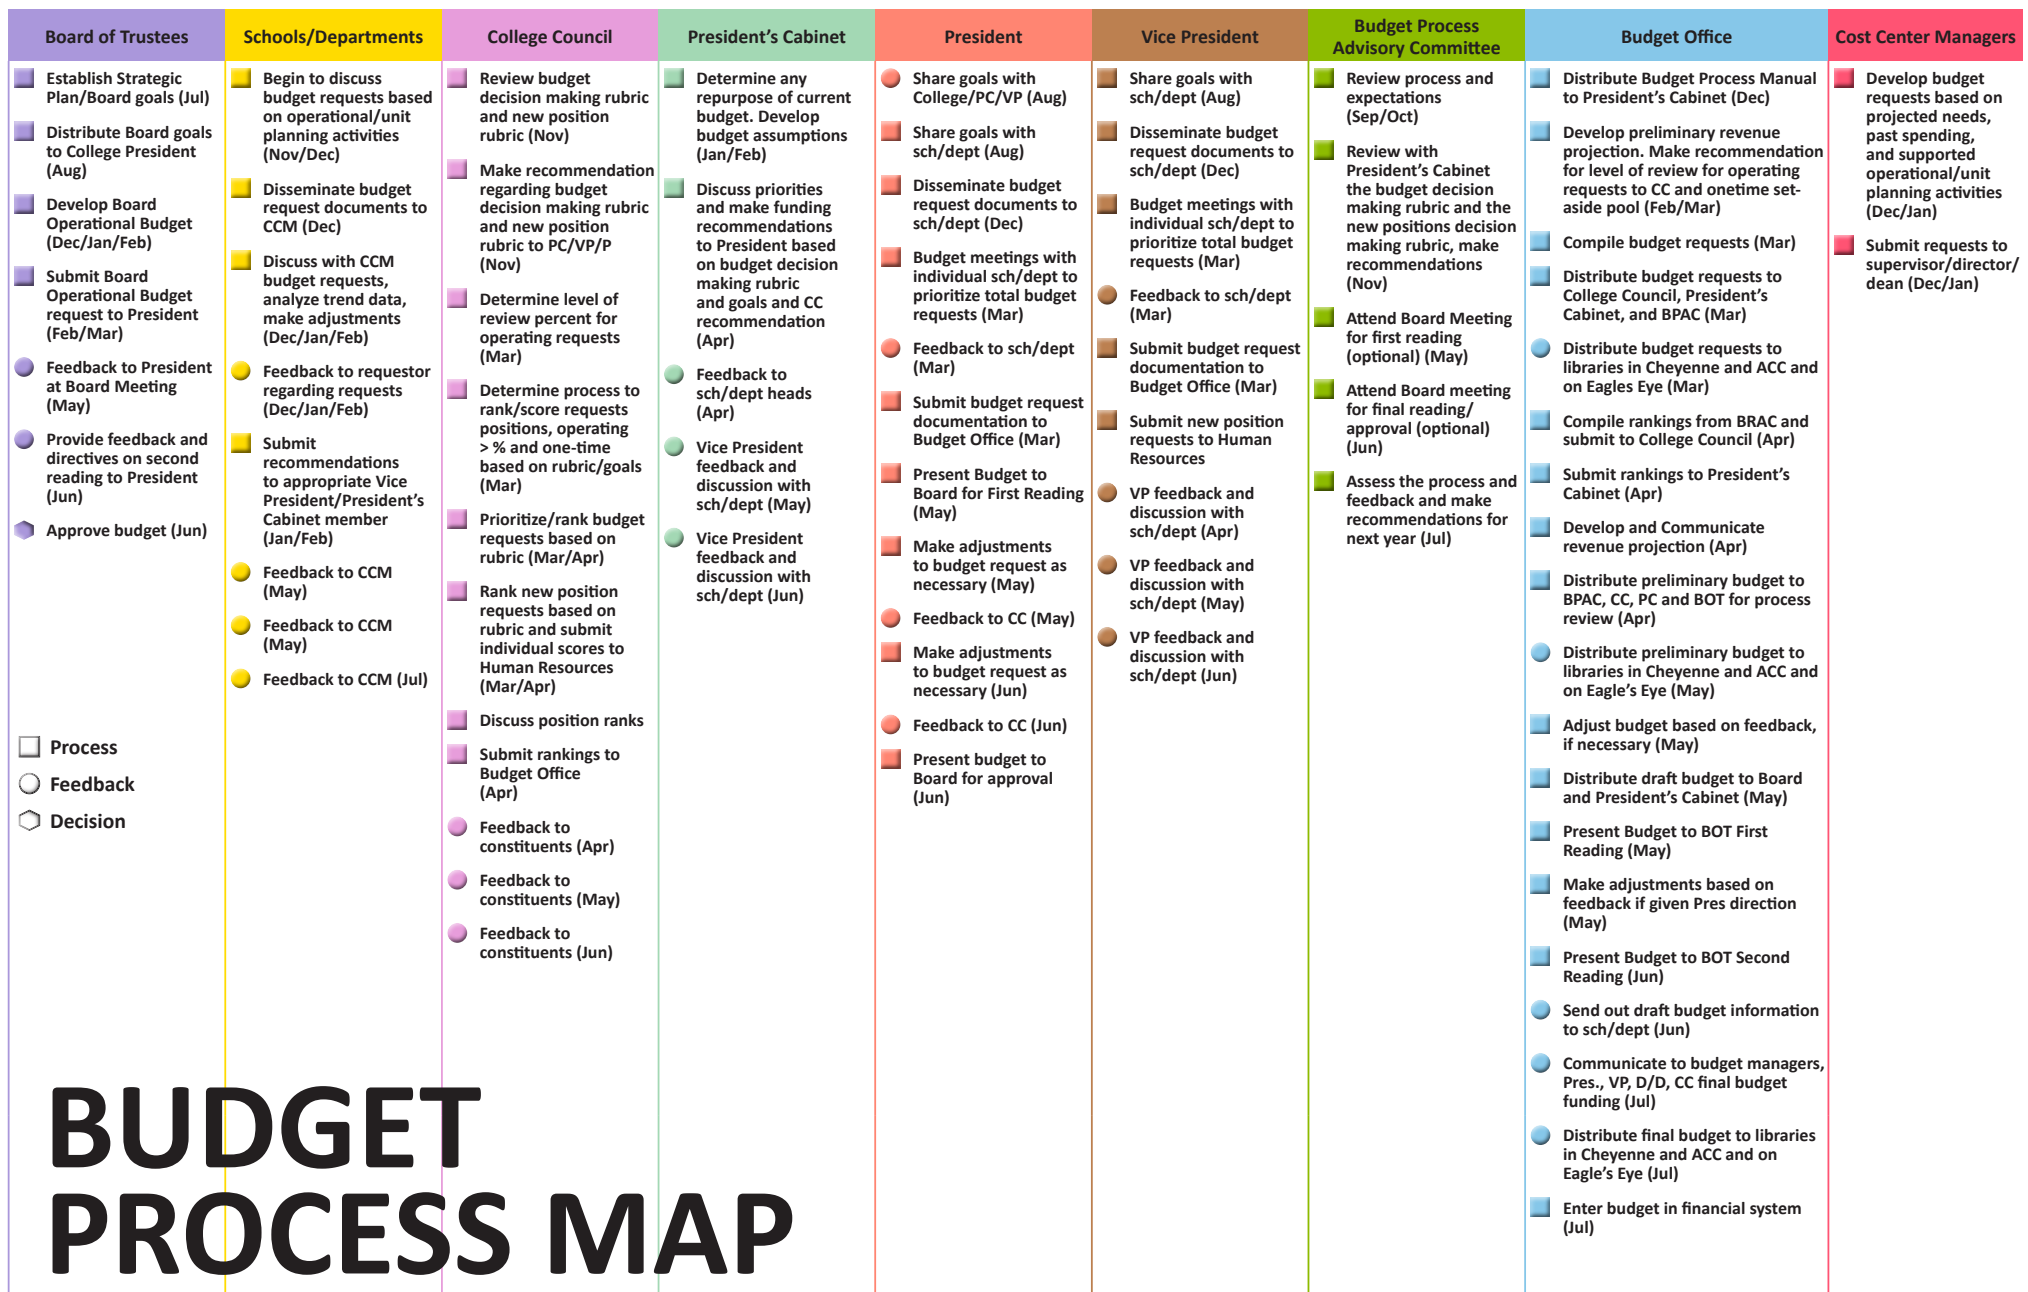 Board of Trustees
Establish Strategic
Plan/Board goals (Jul)
Distribute Board goals
to College President
(Aug)
Develop Board
Operational Budget
(Dec/Jan/Feb)
Submit Board
Operational Budget
request to President
(Feb/Mar)
Feedback to President
at Board Meeting
(May)
Provide feedback and
directives on second
reading to President
(Jun)
Approve budget (Jun)
Process
Feedback
Decision
Schools/Departments
Begin to discuss
budget requests based
on operational/unit
planning activities
(Nov/Dec)
Disseminate budget
request documents to
CCM (Dec)
Discuss with CCM
budget requests,
analyze trend data,
make adjustments
(Dec/Jan/Feb)
Feedback to requestor
regarding requests
(Dec/Jan/Feb)
Submit
recommendations
to appropriate Vice
President/President’s
Cabinet member
(Jan/Feb)
Feedback to CCM
(May)
Feedback to CCM
(May)
Feedback to CCM (Jul)
College Council
Review budget
decision making rubric
and new position
rubric (Nov)
Make recommendation
regarding budget
decision making rubric
and new position
rubric to PC/VP/P
(Nov)
Determine level of
review percent for
operating requests
(Mar)
Determine process to
rank/score requests
positions, operating
> % and one-time
based on rubric/goals
(Mar)
Prioritize/rank budget
requests based on
rubric (Mar/Apr)
Rank new position
requests based on
rubric and submit
individual scores to
Human Resources
(Mar/Apr)
Discuss position ranks
Submit rankings to
Budget Office
(Apr)
Feedback to
constituents (Apr)
Feedback to
constituents (May)
Feedback to
constituents (Jun)
President’s Cabinet
Determine any
repurpose of current
budget. Develop
budget assumptions
(Jan/Feb)
Discuss priorities
and make funding
recommendations
to President based
on budget decision
making rubric
and goals and CC
recommendation
(Apr)
Feedback to
sch/dept heads
(Apr)
Vice President
feedback and
discussion with
sch/dept (May)
Vice President
feedback and
discussion with
sch/dept (Jun)
President
Share goals with
College/PC/VP (Aug)
Share goals with
sch/dept (Aug)
Disseminate budget
request documents to
sch/dept (Dec)
Budget meetings with
individual sch/dept to
prioritize total budget
requests (Mar)
Feedback to sch/dept
(Mar)
Submit budget request
documentation to
Budget Office (Mar)
Present Budget to
Board for First Reading
(May)
Make adjustments
to budget request as
necessary (May)
Feedback to CC (May)
Make adjustments
to budget request as
necessary (Jun)
Feedback to CC (Jun)
Present budget to
Board for approval
(Jun)
Vice President
Share goals with
sch/dept (Aug)
Disseminate budget
request documents to
sch/dept (Dec)
Budget meetings with
individual sch/dept to
prioritize total budget
requests (Mar)
Feedback to sch/dept
(Mar)
Submit budget request
documentation to
Budget Office (Mar)
Submit new position
requests to Human
Resources
VP feedback and
discussion with
sch/dept (Apr)
VP feedback and
discussion with
sch/dept (May)
VP feedback and
discussion with
sch/dept (Jun)
Budget Process
Advisory Committee
Review process and
expectations
(Sep/Oct)
Review with
President’s Cabinet
the budget decision
making rubric and the
new positions decision
making rubric, make
recommendations
(Nov)
Attend Board Meeting
for first reading
(optional) (May)
Attend Board meeting
for final reading/
approval (optional)
(Jun)
Assess the process and
feedback and make
recommendations for
next year (Jul)
Budget Office
Distribute Budget Process Manual
to President’s Cabinet (Dec)
Develop preliminary revenue
projection. Make recommendation
for level of review for operating
requests to CC and onetime set-
aside pool (Feb/Mar)
Compile budget requests (Mar)
Distribute budget requests to
College Council, President’s
Cabinet, and BPAC (Mar)
Distribute budget requests to
libraries in Cheyenne and ACC and
on Eagles Eye (Mar)
Compile rankings from BRAC and
submit to College Council (Apr)
Submit rankings to President’s
Cabinet (Apr)
Develop and Communicate
revenue projection (Apr)
Distribute preliminary budget to
BPAC, CC, PC and BOT for process
review (Apr)
Distribute preliminary budget to
libraries in Cheyenne and ACC and
on Eagle’s Eye (May)
Adjust budget based on feedback,
if necessary (May)
Distribute draft budget to Board
and President’s Cabinet (May)
Present Budget to BOT First
Reading (May)
Make adjustments based on
feedback if given Pres direction
(May)
Present Budget to BOT Second
Reading (Jun)
Send out draft budget information
to sch/dept (Jun)
Communicate to budget managers,
Pres., VP, D/D, CC final budget
funding (Jul)
Distribute final budget to libraries
in Cheyenne and ACC and on
Eagle’s Eye (Jul)
Enter budget in financial system
(Jul)
Cost Center Managers
Develop budget
requests based on
projected needs,
past spending,
and supported
operational/unit
planning activities
(Dec/Jan)
Submit requests to
supervisor/director/
dean (Dec/Jan)
BUDGET
PROCESS MAP